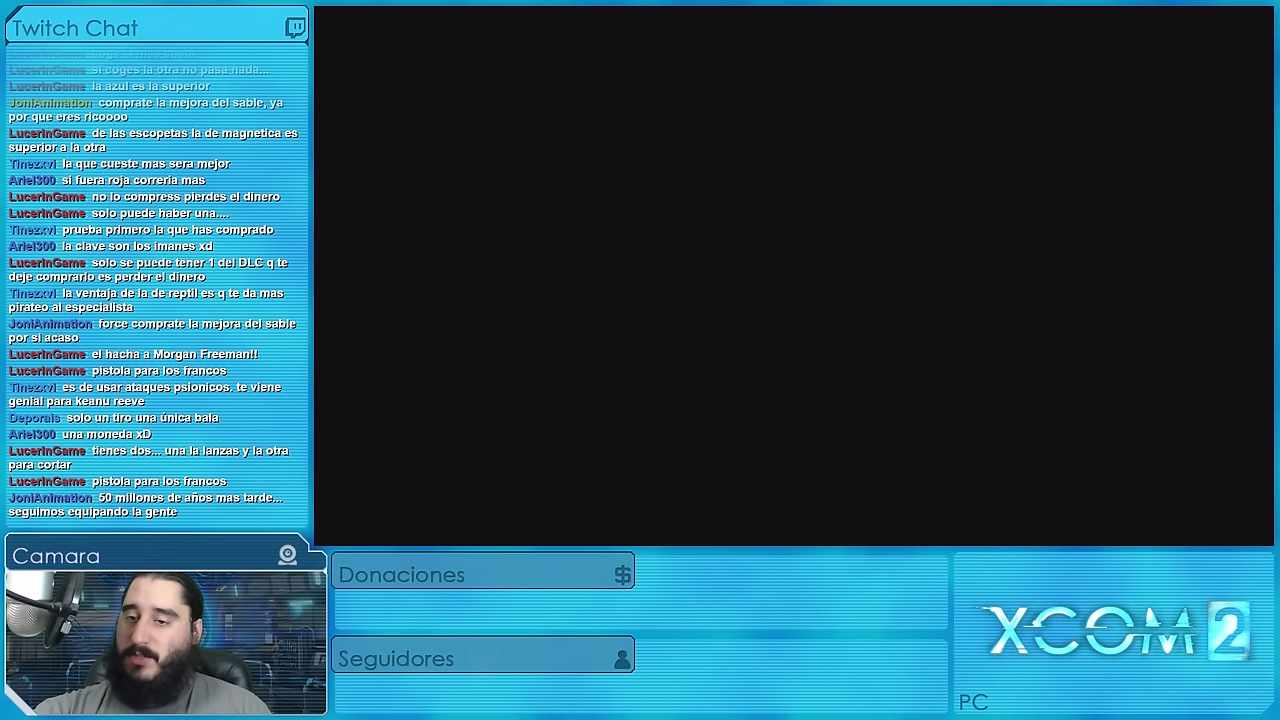 Twitch Chat
LucerInGame si coges la otra no pasa nada...
LucerInGame la azul es la superior
JoniAnimation comprate la mejora del sable, ya
por que eres ricoooo
LucerInGame de las escopetas la de magnetica es
superior a la otra
Tinezxvi la que cueste mas sera mejor
Ariel300 si fuera roja correria mas
LucerInGame no lo compress pierdes el dinero
LucerInGame solo puede haber una....
Tinezxvi prueba primero la que has comprado
Ariel300 la clave son los imanes xd
LucerInGame solo se puede tener 1 del DLC q te
deje comprarlo es perder el dinero
Tinezxvi la ventaja de la de reptil es q te da mas
pirateo al especialista
JoniAnimation force comprate la mejora del sable
por si acaso
LucerInGame el hacha a Morgan Freeman!!
LucerInGame pistola para los francos
Tinezxvi es de usar ataques psionicos. te viene
genial para keanu reeve
Deporals solo un tiro una única bala
Ariel300 una moneda xD
LucerInGame tienes dos... una la lanzas y la otra
para cortar
LucerInGame pistola para los francos
JoniAnimation 50 millones de años mas tarde...
seguimos equipando la gente
Camara
Donaciones
Seguidores
XCOM 2
PC